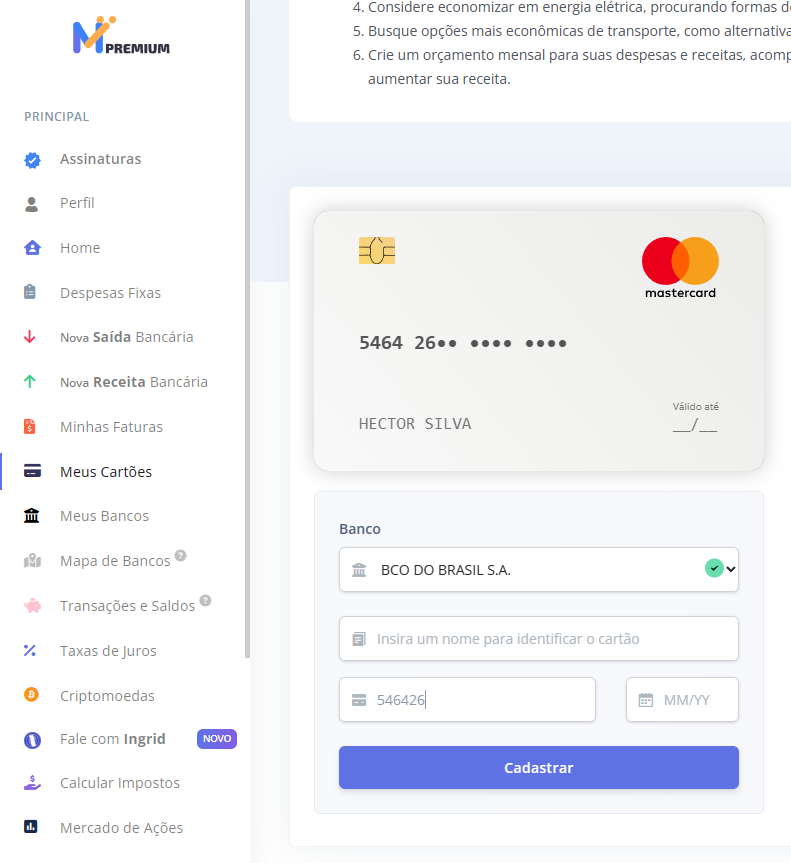 4. Considere economizar em energia elétrica, procurando formas d
5. Busque opções mais econômicas de transporte, como alternativa
6. Crie um orçamento mensal para suas despesas e receitas, acomp
aumentar sua receita.
M PREMIUM
PRINCIPAL
Assinaturas
Perfil
Home
Despesas Fixas
Nova Saída Bancária
Nova Receita Bancária
Minhas Faturas
Meus Cartões
Meus Bancos
Mapa de Bancos ?
Transações e Saldos ?
Taxas de Juros
Criptomoedas
Fale com Ingrid NOVO
Calcular Impostos
Mercado de Ações
mastercard
5464 26•• •••• ••••
Válido até
HECTOR SILVA __/__
Banco
BCO DO BRASIL S.A.
Insira um nome para identificar o cartão
546426 MM/YY
Cadastrar